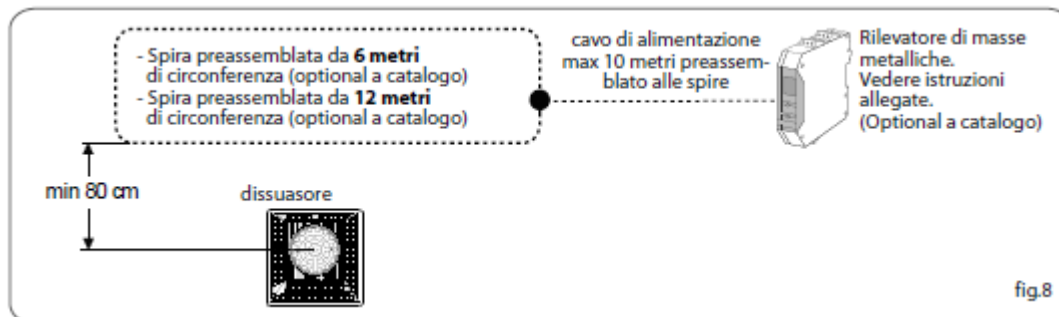 - Spira preassemblata da 6 metri
di circonferenza (optional a catalogo)
- Spira preassemblata da 12 metri
di circonferenza (optional a catalogo)
cavo di alimentazione
max 10 metri preassem-
blato alle spire
Rilevatore di masse
metalliche.
Vedere istruzioni
allegate.
(Optional a catalogo)
min 80 cm
dissuasore
fig.8